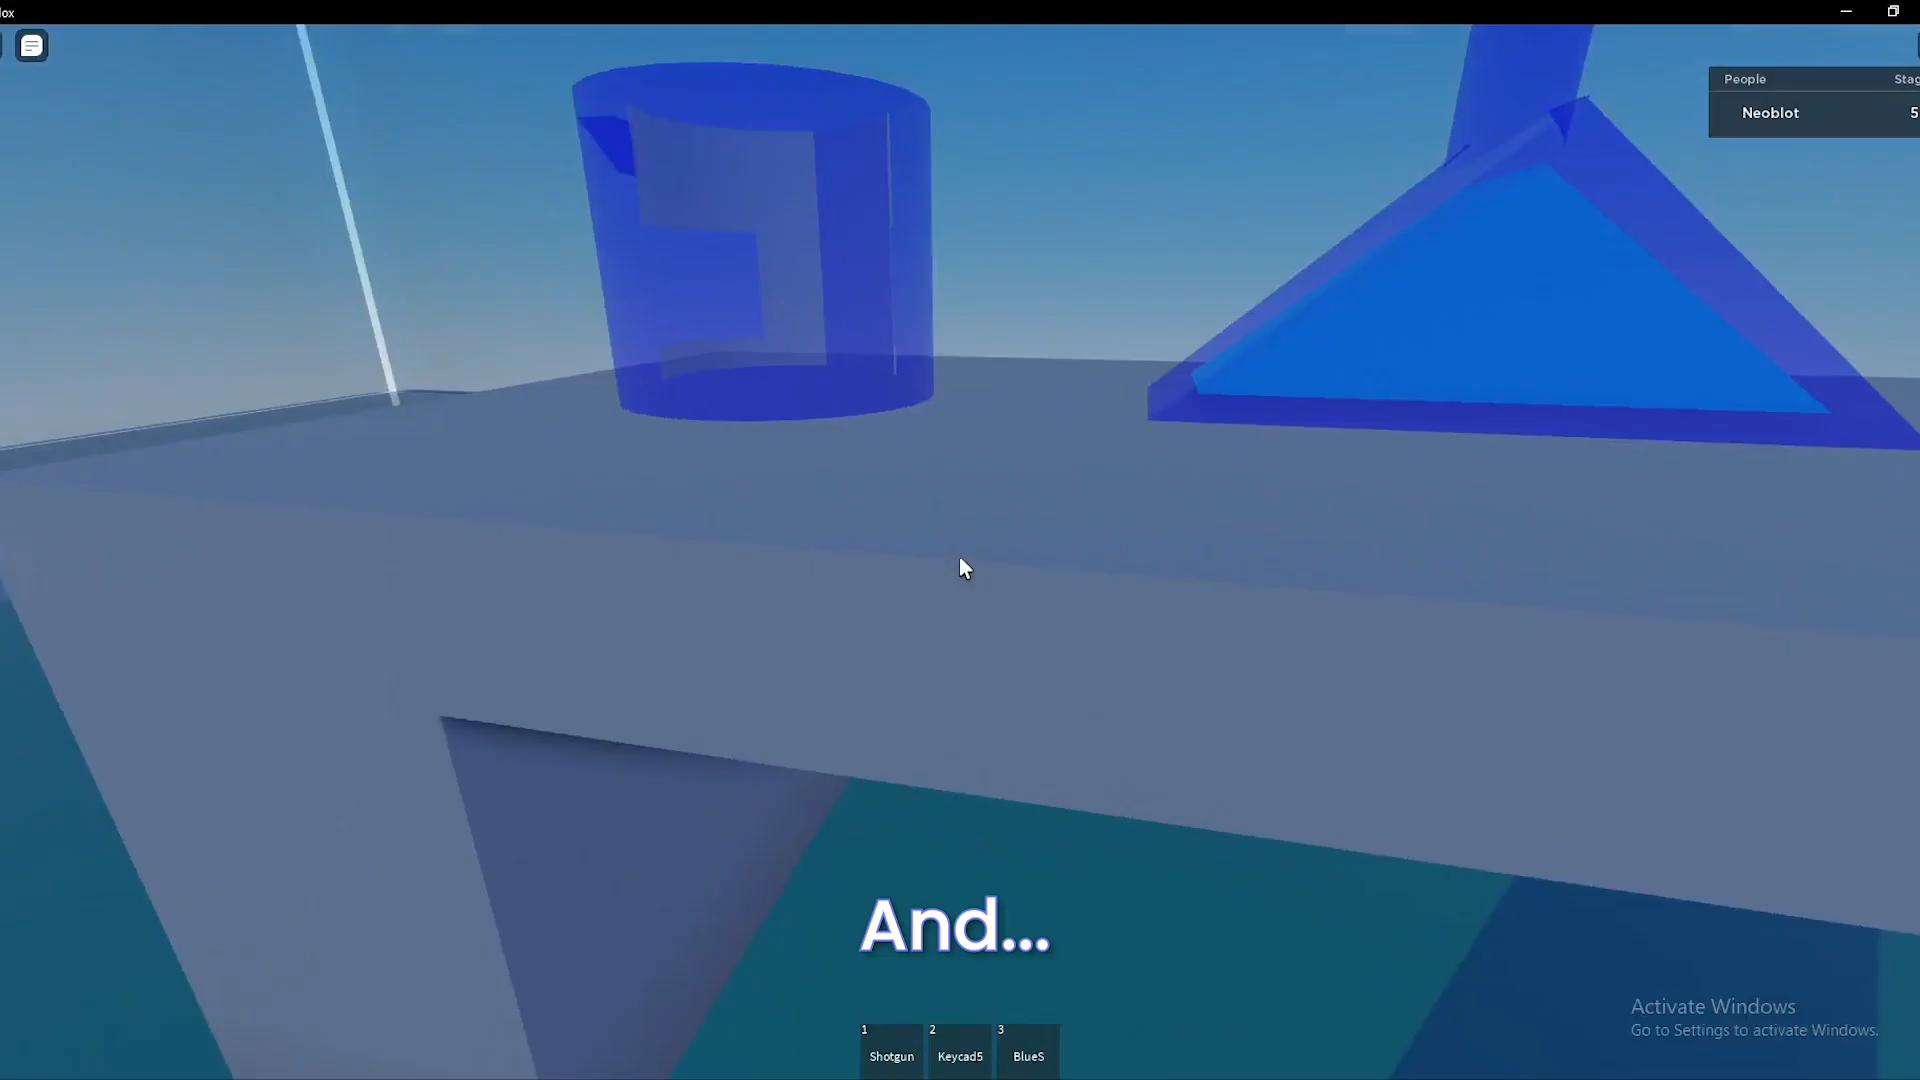 lox
People Stag
Neoblot 5
And...
Activate Windows
Go to Settings to activate Windows.
1 2 3
Shotgun Keycad5 BlueS